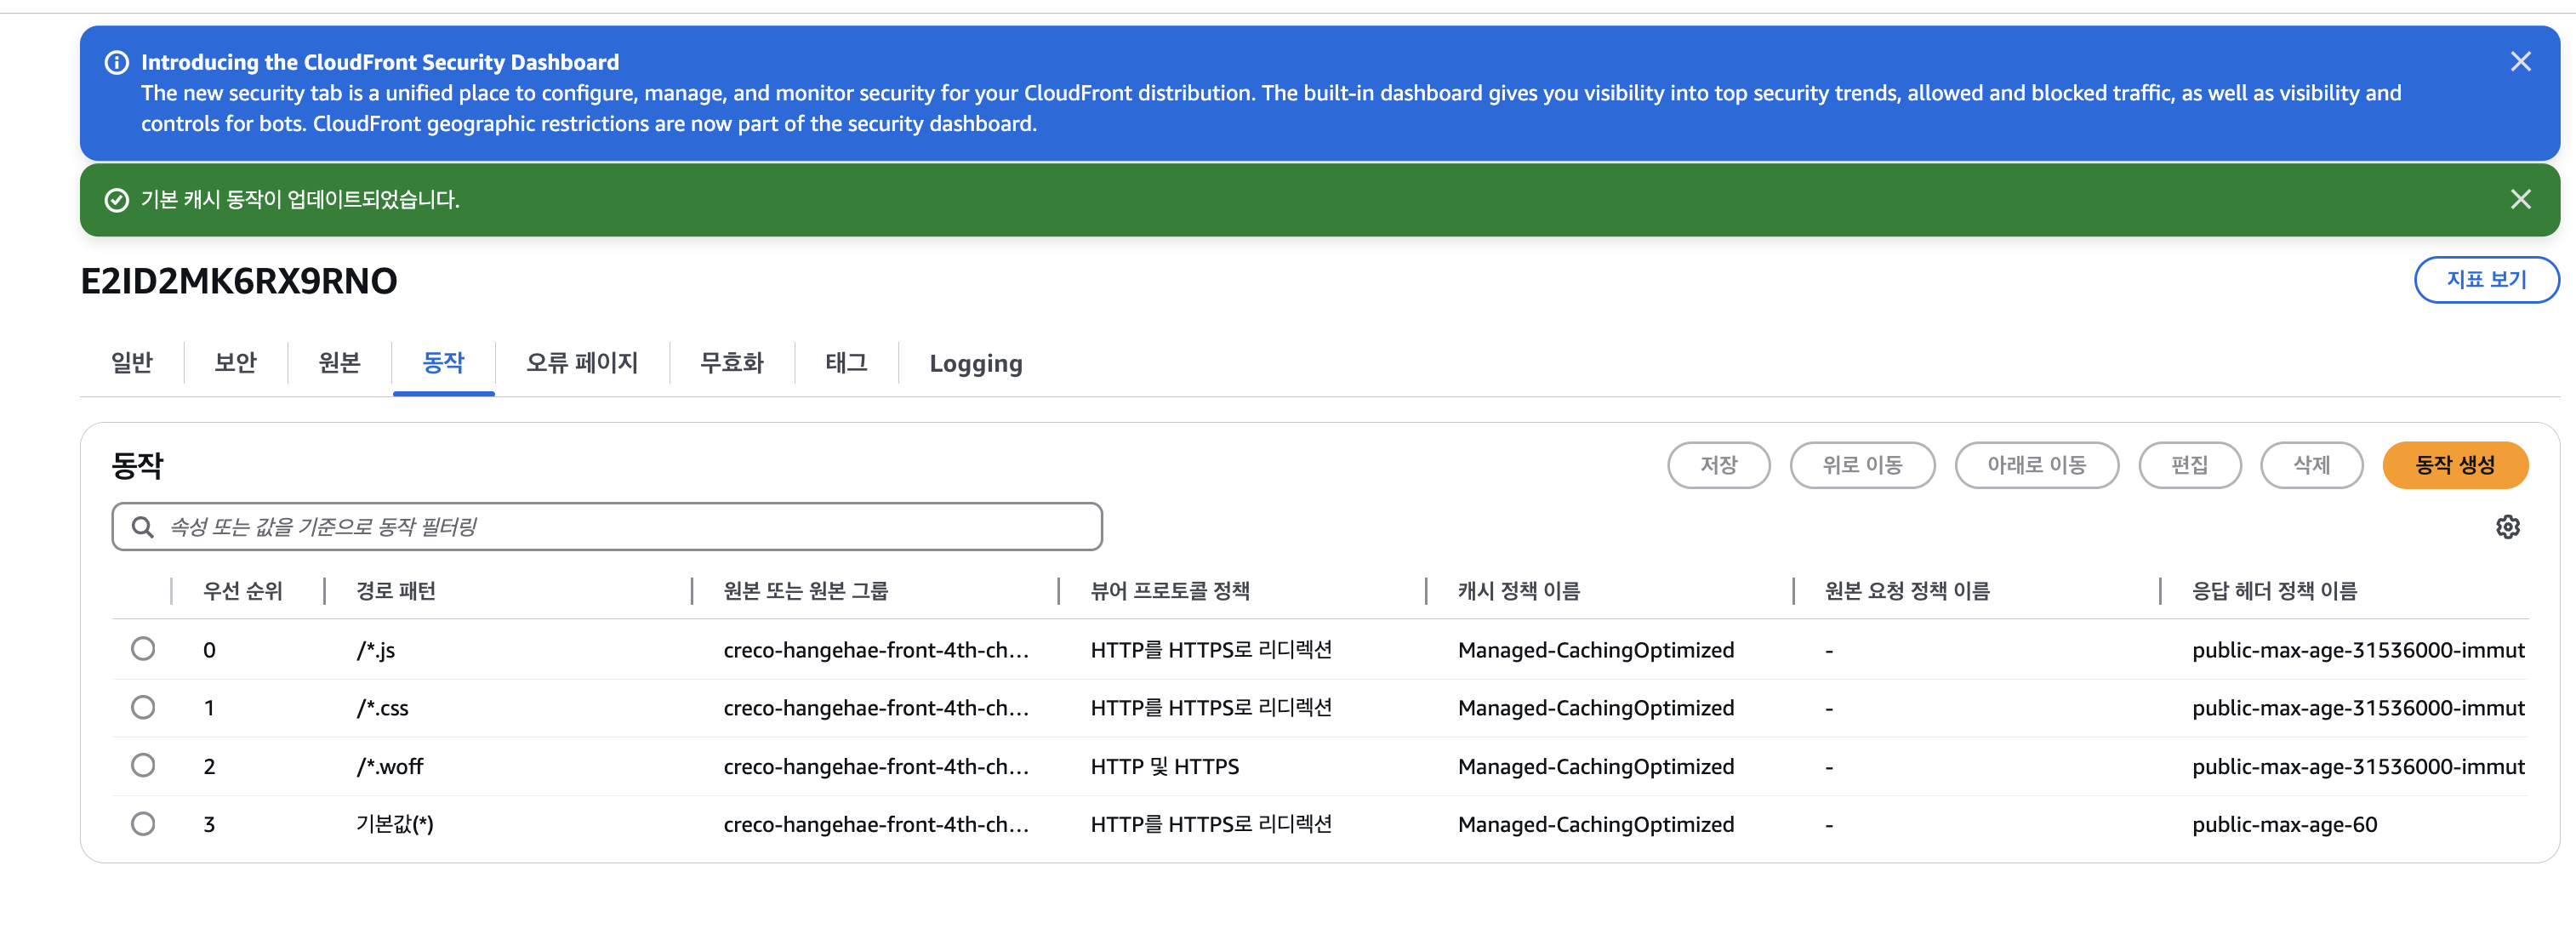 Introducing the CloudFront Security Dashboard
The new security tab is a unified place to configure, manage, and monitor security for your CloudFront distribution. The built-in dashboard gives you visibility into top security trends, allowed and blocked traffic, as well as visibility and
controls for bots. CloudFront geographic restrictions are now part of the security dashboard.
기본 캐시 동작이 업데이트되었습니다.
E2ID2MK6RX9RNO
지표 보기
일반 보안 원본 동작 오류 페이지 무효화 태그 Logging
동작 저장 위로 이동 아래로 이동 편집 삭제 동작 생성
속성 또는 값을 기준으로 동작 필터링
우선 순위 경로 패턴 원본 또는 원본 그룹 뷰어 프로토콜 정책 캐시 정책 이름 원본 요청 정책 이름 응답 헤더 정책 이름
0 /*.js creco-hangehae-front-4th-ch... HTTP를 HTTPS로 리디렉션 Managed-CachingOptimized - public-max-age-31536000-immut
1 /*.css creco-hangehae-front-4th-ch... HTTP를 HTTPS로 리디렉션 Managed-CachingOptimized - public-max-age-31536000-immut
2 /*.woff creco-hangehae-front-4th-ch... HTTP 및 HTTPS Managed-CachingOptimized - public-max-age-31536000-immut
3 기본값(*) creco-hangehae-front-4th-ch... HTTP를 HTTPS로 리디렉션 Managed-CachingOptimized - public-max-age-60